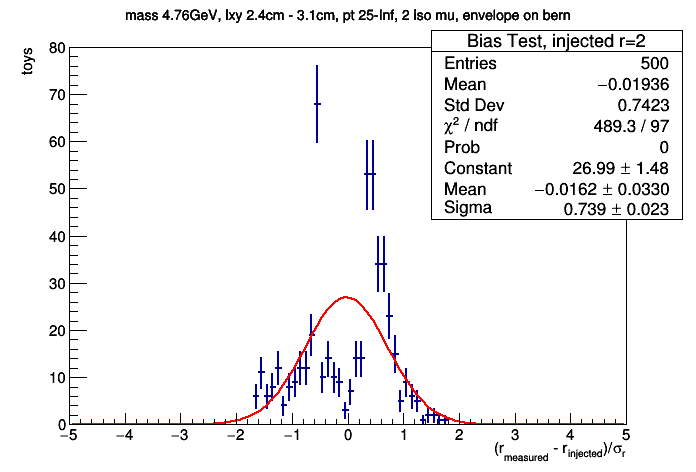 mass 4.76GeV, lxy 2.4cm - 3.1cm, pt 25-Inf, 2 iso mu, envelope on bern
Bias Test, injected r=2
Entries 500
Mean −0.01936
Std Dev 0.7423
χ² / ndf 489.3 / 97
Prob 0
Constant 26.99 ± 1.48
Mean −0.0162 ± 0.0330
Sigma 0.739 ± 0.023
toys
80
70
60
50
40
30
20
10
0
−5 −4 −3 −2 −1 0 1 2 3 4 5
(r_measured - r_injected)/σ_r